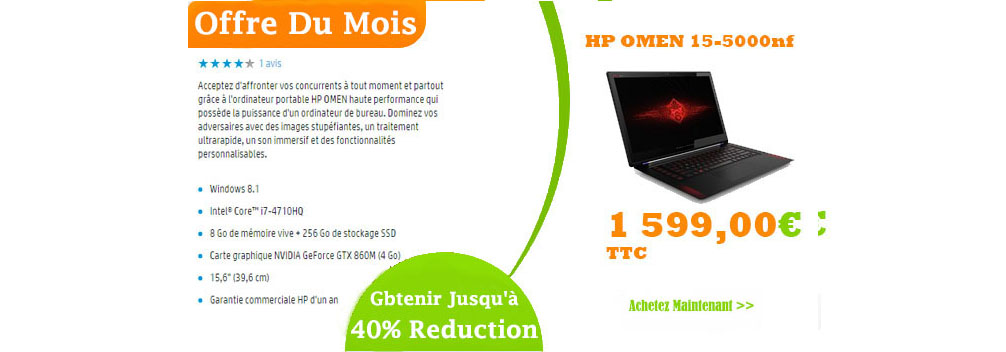 Offre Du Mois
1 avis
Acceptez d'affronter vos concurrents à tout moment et partout
grâce à l'ordinateur portable HP OMEN haute performance qui
possède la puissance d'un ordinateur de bureau. Dominez vos
adversaires avec des images stupéfiantes, un traitement
ultrarapide, un son immersif et des fonctionnalités
personnalisables.
Windows 8.1
Intel® Core™ i7-4710HQ
8 Go de mémoire vive + 256 Go de stockage SSD
Carte graphique NVIDIA GeForce GTX 860M (4 Go)
15,6" (39,6 cm)
Garantie commerciale HP d'un an
Gbtenir Jusqu'à
40% Reduction
HP OMEN 15-5000nf
1 599,00€
TTC
Achetez Maintenant >>